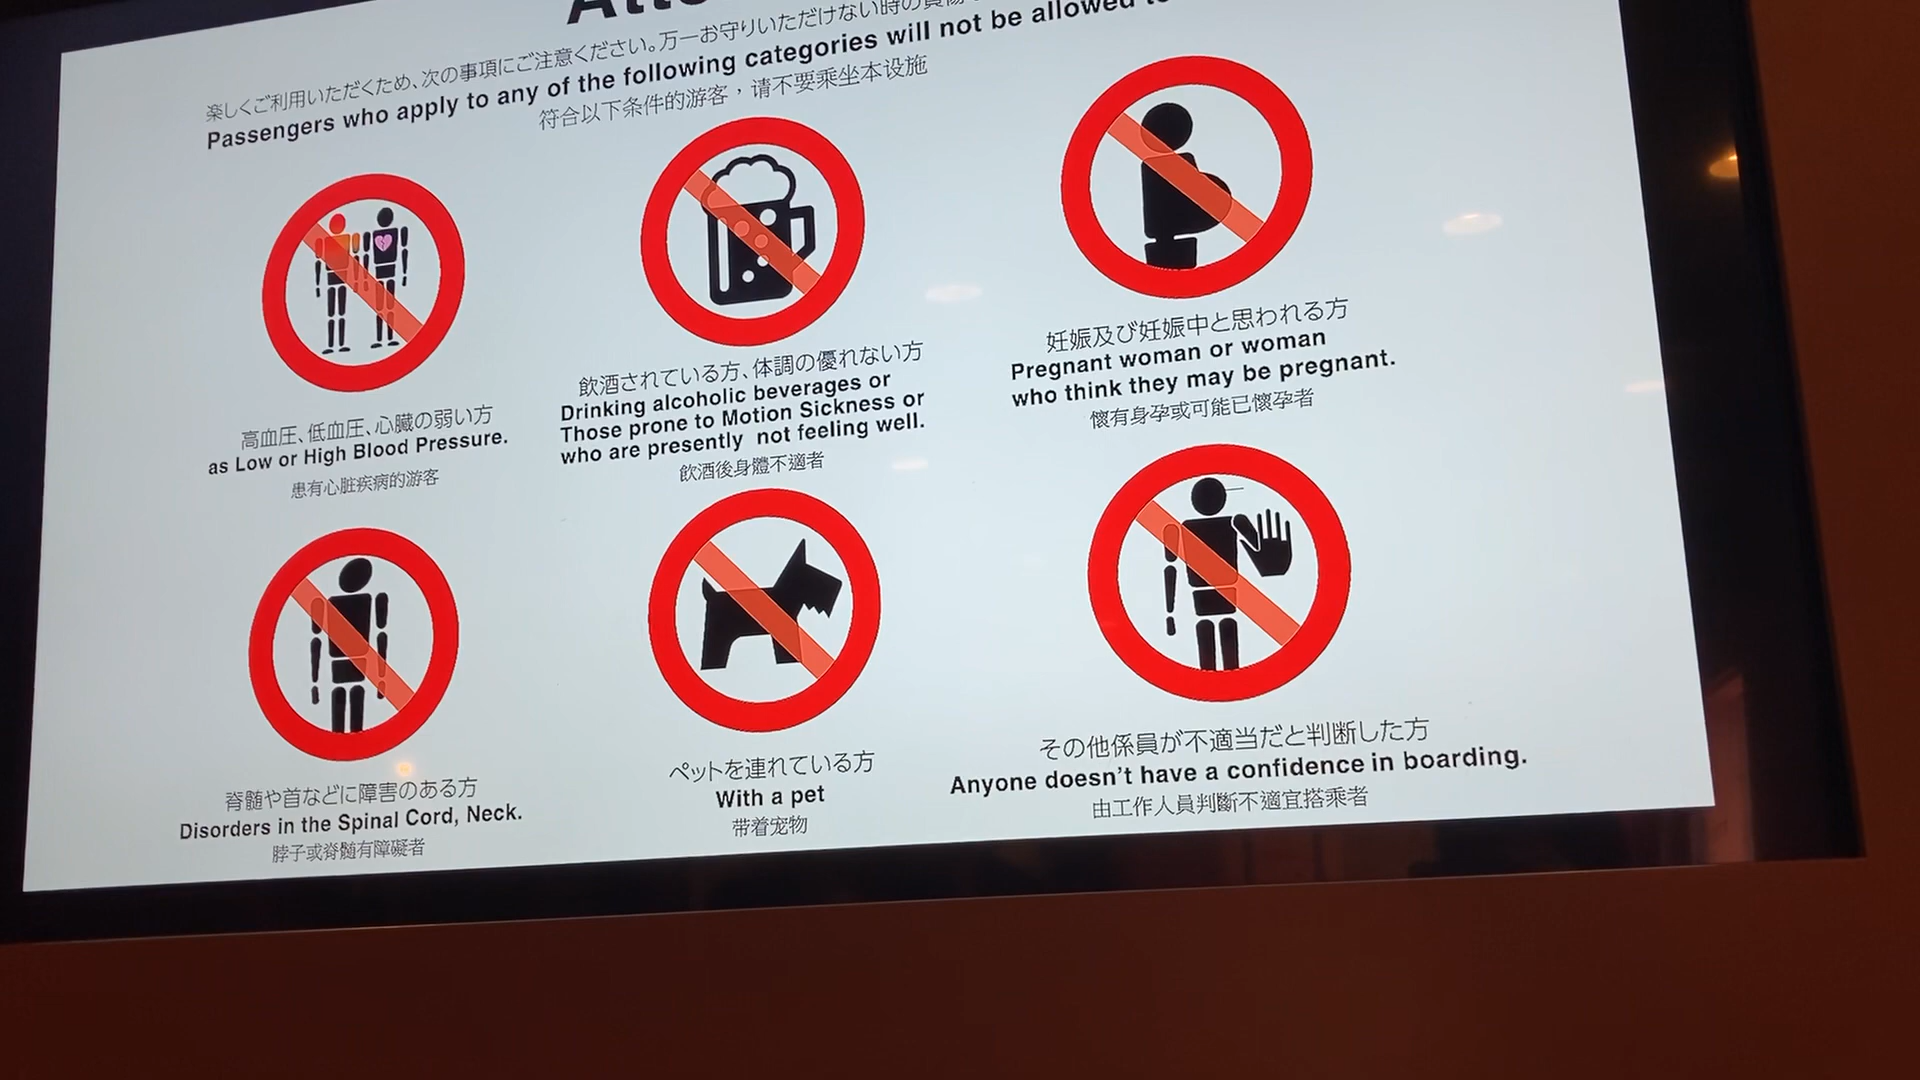 Atte
楽しくご利用いただくため、次の事項にご注意ください。万一お守りいただけない時の
Passengers who apply to any of the following categories will not be allowed to
符合以下条件的游客，请不要乘坐本设施
高血圧、低血圧、心臓の弱い方
as Low or High Blood Pressure.
患有心脏疾病的游客
飲酒されている方、体調の優れない方
Drinking alcoholic beverages or
Those prone to Motion Sickness or
who are presently not feeling well.
飲酒後身體不適者
妊娠及び妊娠中と思われる方
Pregnant woman or woman
who think they may be pregnant.
懷有身孕或可能已懷孕者
脊髄や首などに障害のある方
Disorders in the Spinal Cord, Neck.
脖子或脊髓有障礙者
ペットを連れている方
With a pet
带着宠物
その他係員が不適当だと判断した方
Anyone doesn't have a confidence in boarding.
由工作人員判斷不適宜搭乘者